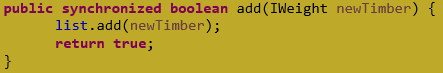 public synchronized boolean add(IWeight newTimber) {
list.add(newTimber);
return true;
}